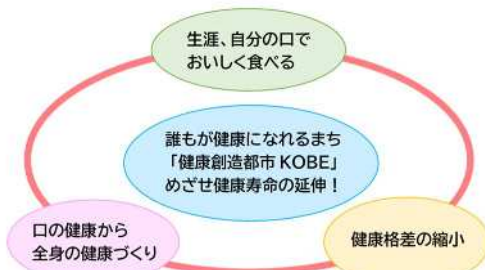 生涯、自分の口で
おいしく食べる
誰もが健康になれるまち
「健康創造都市 KOBE」
めざせ健康寿命の延伸！
口の健康から
全身の健康づくり
健康格差の縮小